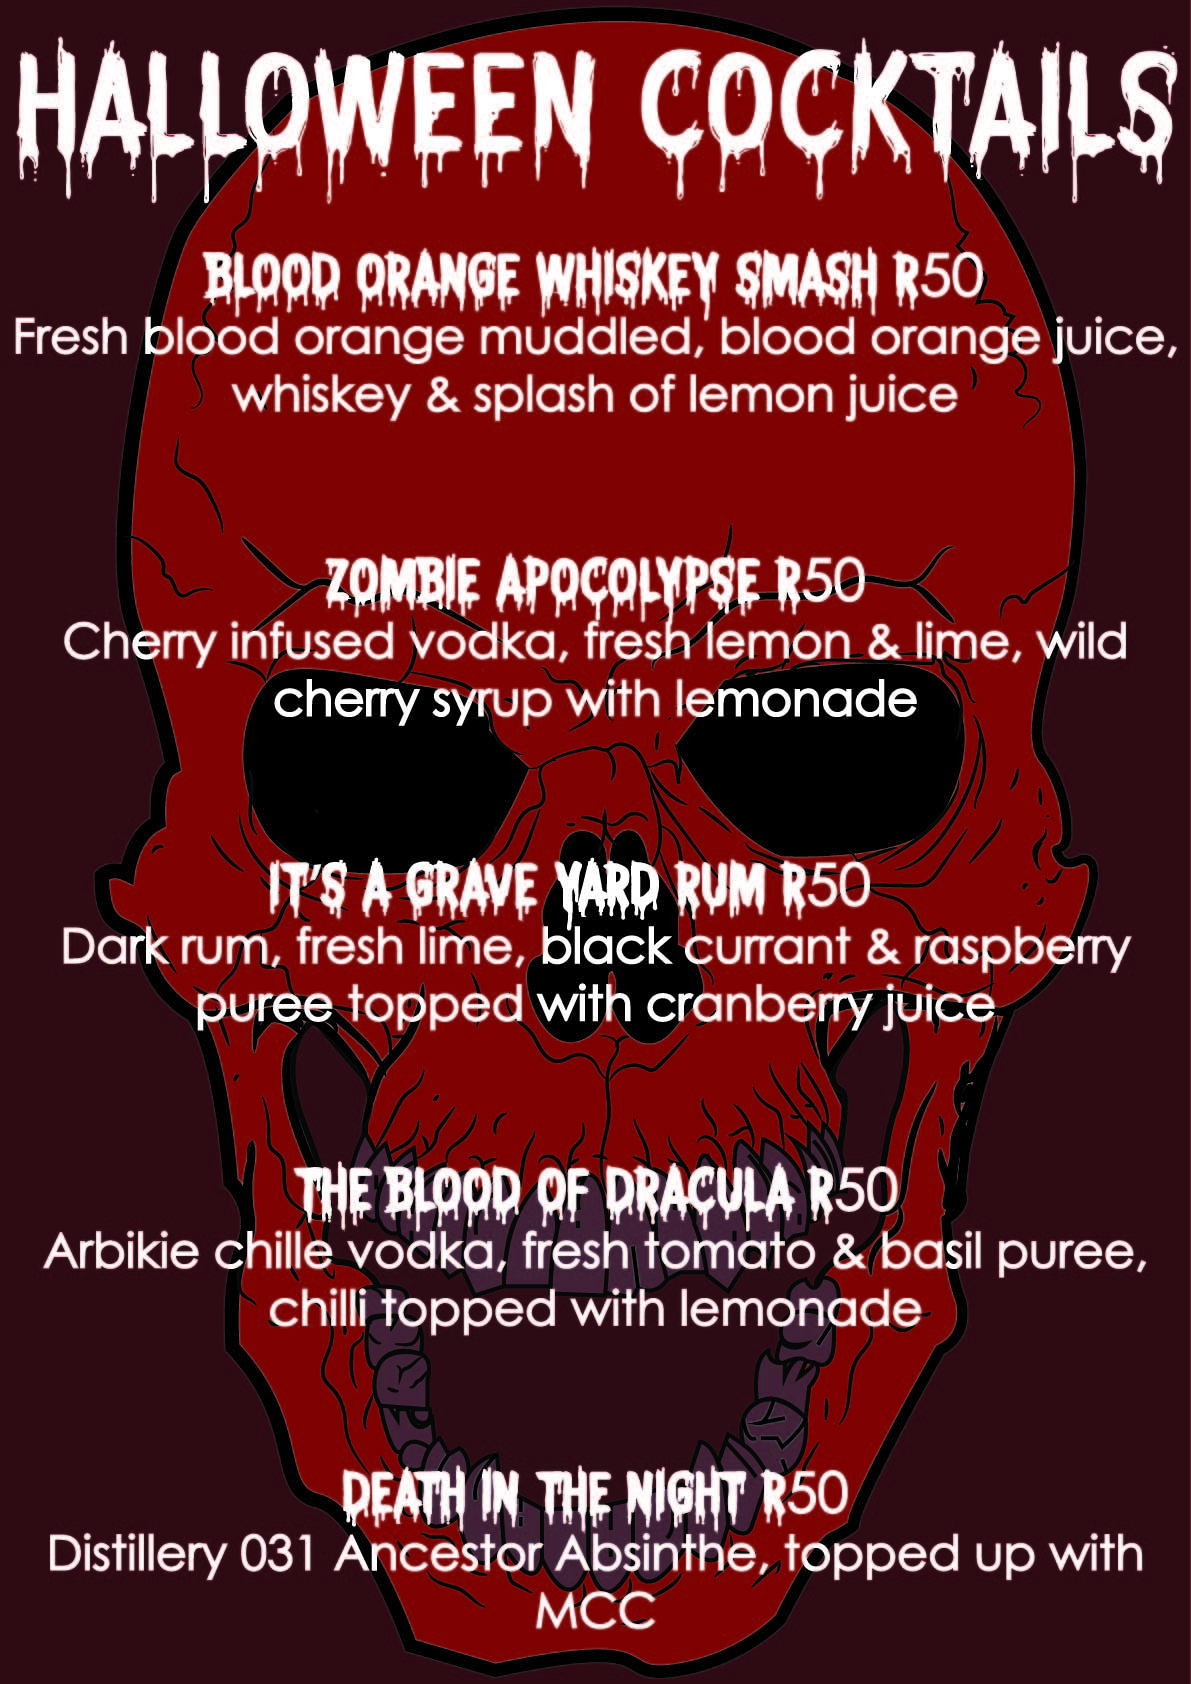 HALLOWEEN COCKTAILS
BLOOD ORANGE WHISKEY SMASH R50
Fresh blood orange muddled, blood orange juice,
whiskey & splash of lemon juice
ZOMBIE APOCOLYPSE R50
Cherry infused vodka, fresh lemon & lime, wild
cherry syrup with lemonade
IT'S A GRAVE YARD RUM R50
Dark rum, fresh lime, black currant & raspberry
puree topped with cranberry juice
THE BLOOD OF DRACULA R50
Arbikie chille vodka, fresh tomato & basil puree,
chilli topped with lemonade
DEATH IN THE NIGHT R50
Distillery 031 Ancestor Absinthe, topped up with
MCC